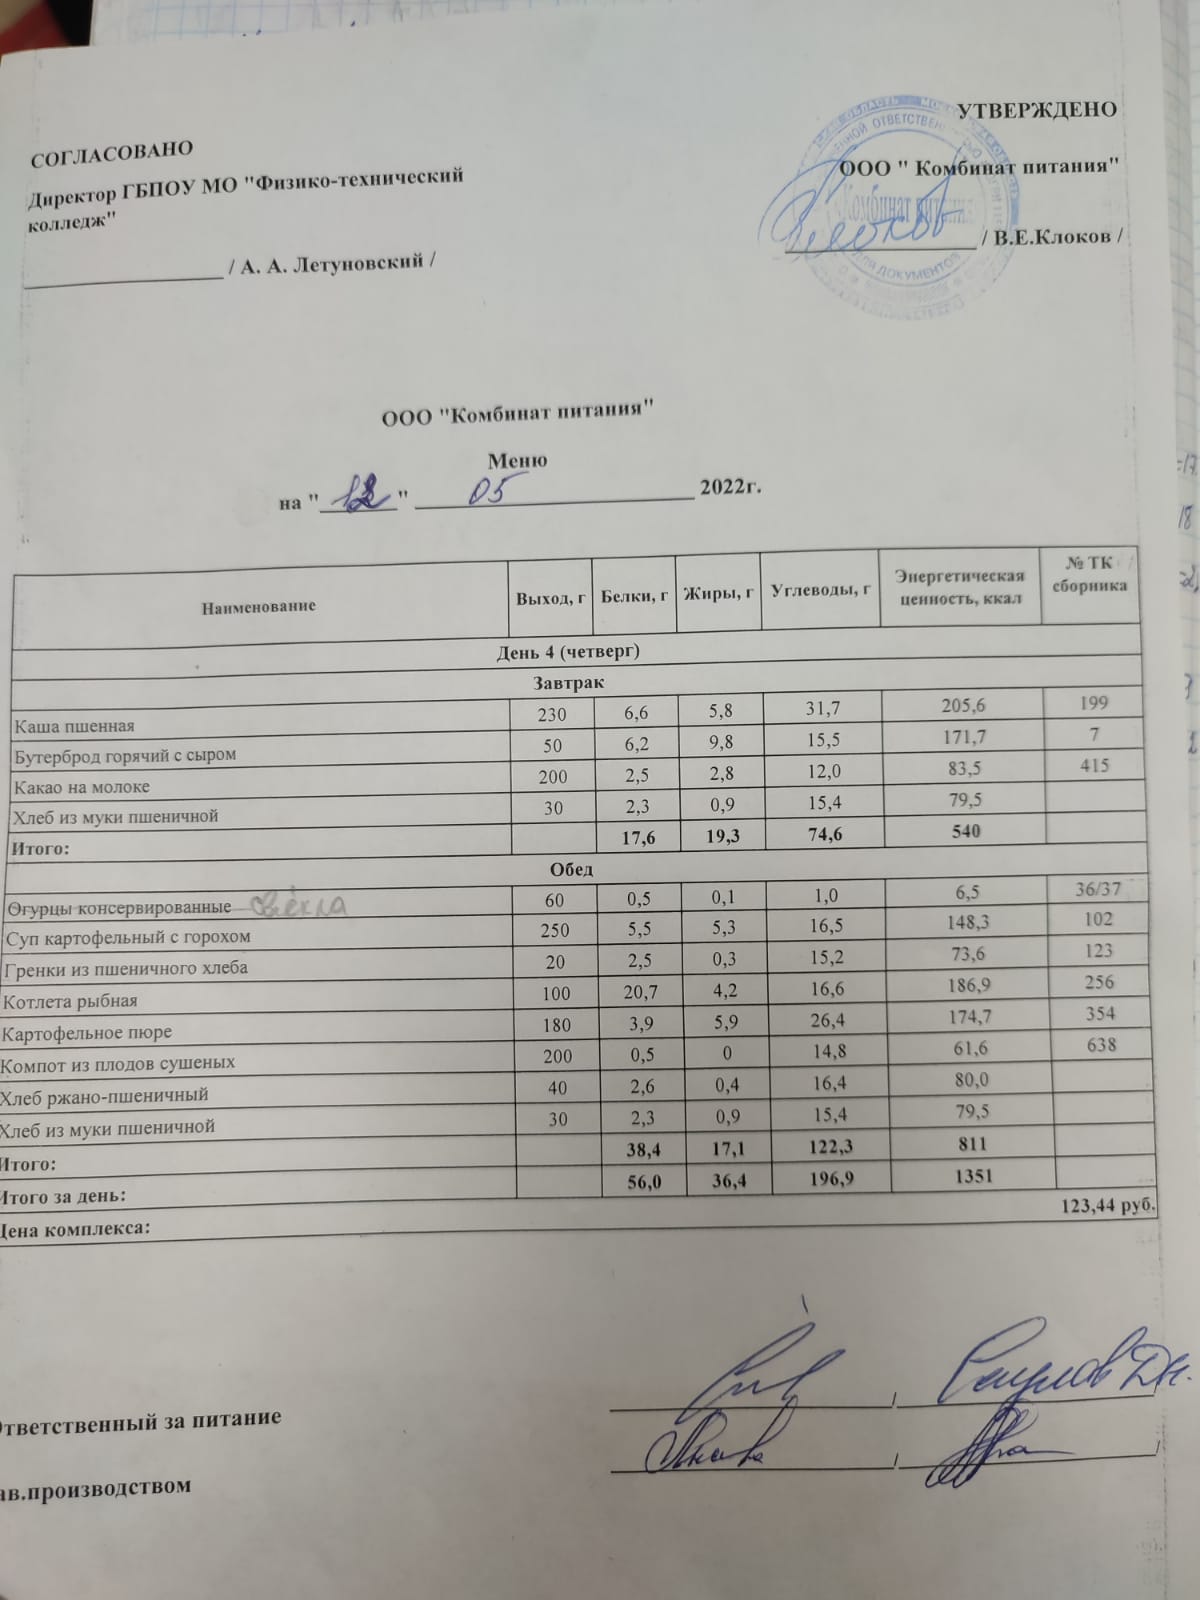 СОГЛАСОВАНО
УТВЕРЖДЕНО
Директор ГБПОУ МО "Физико-технический
колледж"
ООО " Комбинат питания"
/ А. А. Летуновский /
/ В.Е.Клоков /
Комбинат питания
ДЛЯ ДОКУМЕНТОВ
ООО "Комбинат питания"
Меню
на "12" 05 2022г.
Наименование Выход, г Белки, г Жиры, г Углеводы, г Энергетическая ценность, ккал № ТК сборника
День 4 (четверг)
Завтрак
Каша пшенная 230 6,6 5,8 31,7 205,6 199
Бутерброд горячий с сыром 50 6,2 9,8 15,5 171,7 7
Какао на молоке 200 2,5 2,8 12,0 83,5 415
Хлеб из муки пшеничной 30 2,3 0,9 15,4 79,5
Итого: 17,6 19,3 74,6 540
Обед
Огурцы консервированные свёкла 60 0,5 0,1 1,0 6,5 36/37
Суп картофельный с горохом 250 5,5 5,3 16,5 148,3 102
Гренки из пшеничного хлеба 20 2,5 0,3 15,2 73,6 123
Котлета рыбная 100 20,7 4,2 16,6 186,9 256
Картофельное пюре 180 3,9 5,9 26,4 174,7 354
Компот из плодов сушеных 200 0,5 0 14,8 61,6 638
Хлеб ржано-пшеничный 40 2,6 0,4 16,4 80,0
Хлеб из муки пшеничной 30 2,3 0,9 15,4 79,5
Итого: 38,4 17,1 122,3 811
Итого за день: 56,0 36,4 196,9 1351
Цена комплекса: 123,44 руб.
Ответственный за питание
ав.производством